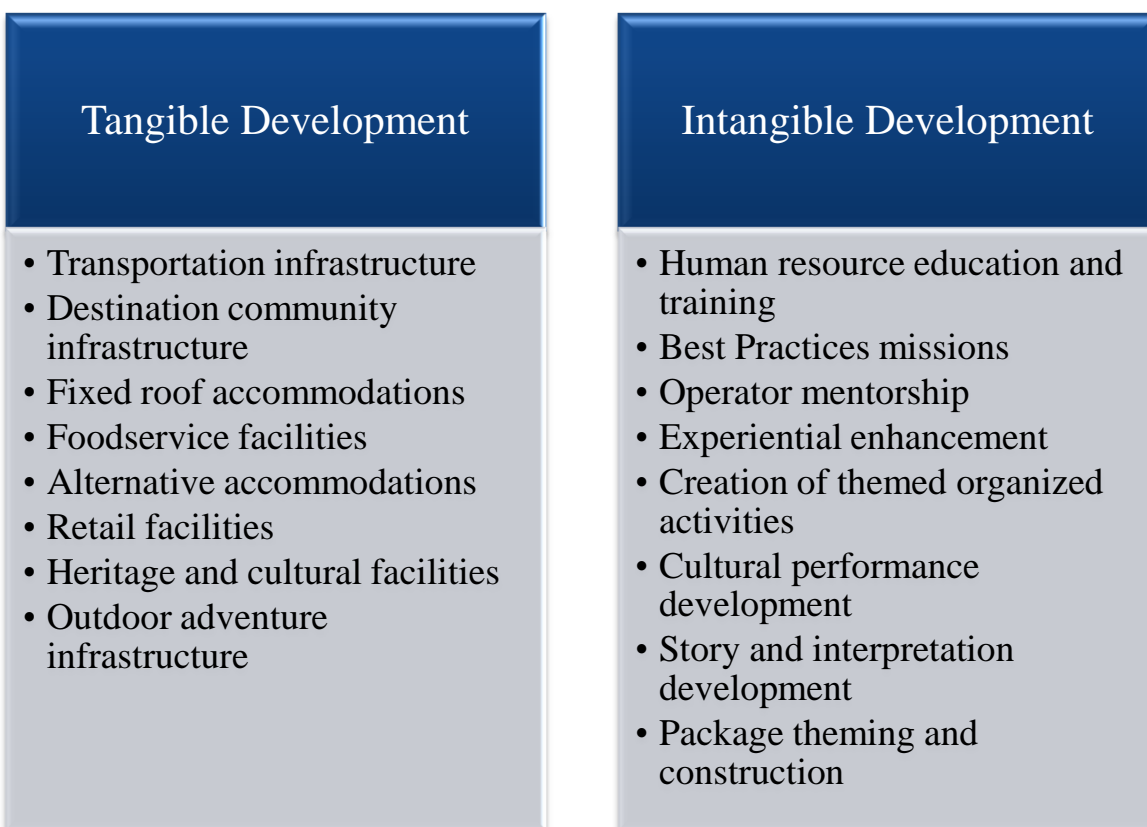 Tangible Development
• Transportation infrastructure
• Destination community
infrastructure
• Fixed roof accommodations
• Foodservice facilities
• Alternative accommodations
• Retail facilities
• Heritage and cultural facilities
• Outdoor adventure
infrastructure
Intangible Development
• Human resource education and
training
• Best Practices missions
• Operator mentorship
• Experiential enhancement
• Creation of themed organized
activities
• Cultural performance
development
• Story and interpretation
development
• Package theming and
construction